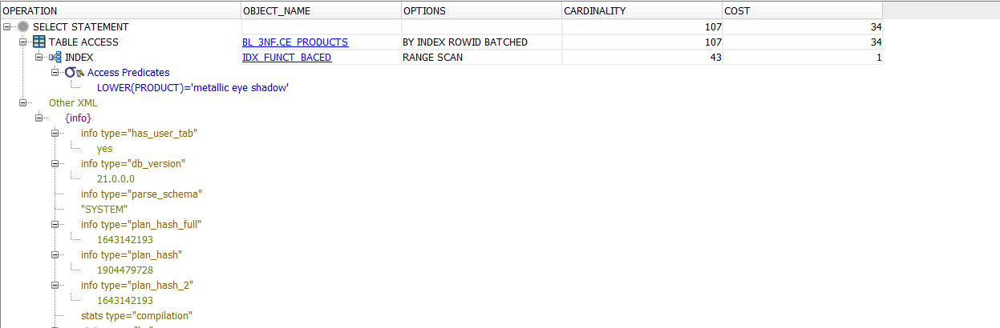 OPERATION OBJECT_NAME OPTIONS CARDINALITY COST
SELECT STATEMENT 107 34
TABLE ACCESS BL_3NF.CE_PRODUCTS BY INDEX ROWID BATCHED 107 34
INDEX IDX_FUNCT_BACED RANGE SCAN 43 1
Access Predicates
LOWER(PRODUCT)='metallic eye shadow'
Other XML
{info}
info type="has_user_tab"
yes
info type="db_version"
21.0.0.0
info type="parse_schema"
"SYSTEM"
info type="plan_hash_full"
1643142193
info type="plan_hash"
1904479728
info type="plan_hash_2"
1643142193
stats type="compilation"